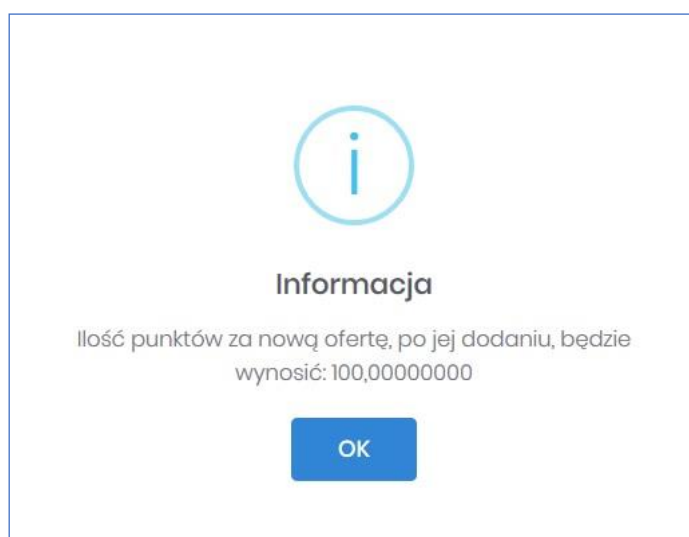 Informacja
Ilość punktów za nową ofertę, po jej dodaniu, będzie
wynosić: 100,00000000
OK